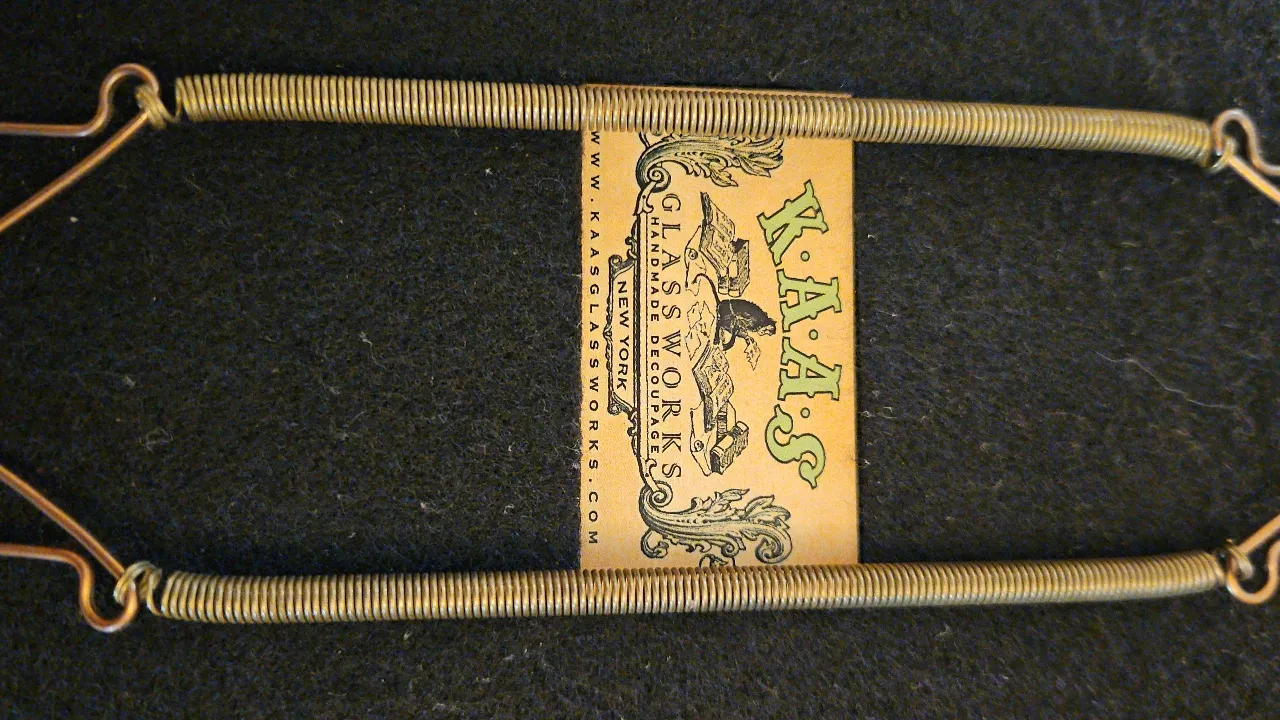 K·A·A·S
GLASSWORKS
HANDMADE DECOUPAGE
NEW YORK
WWW.KAASGLASSWORKS.COM